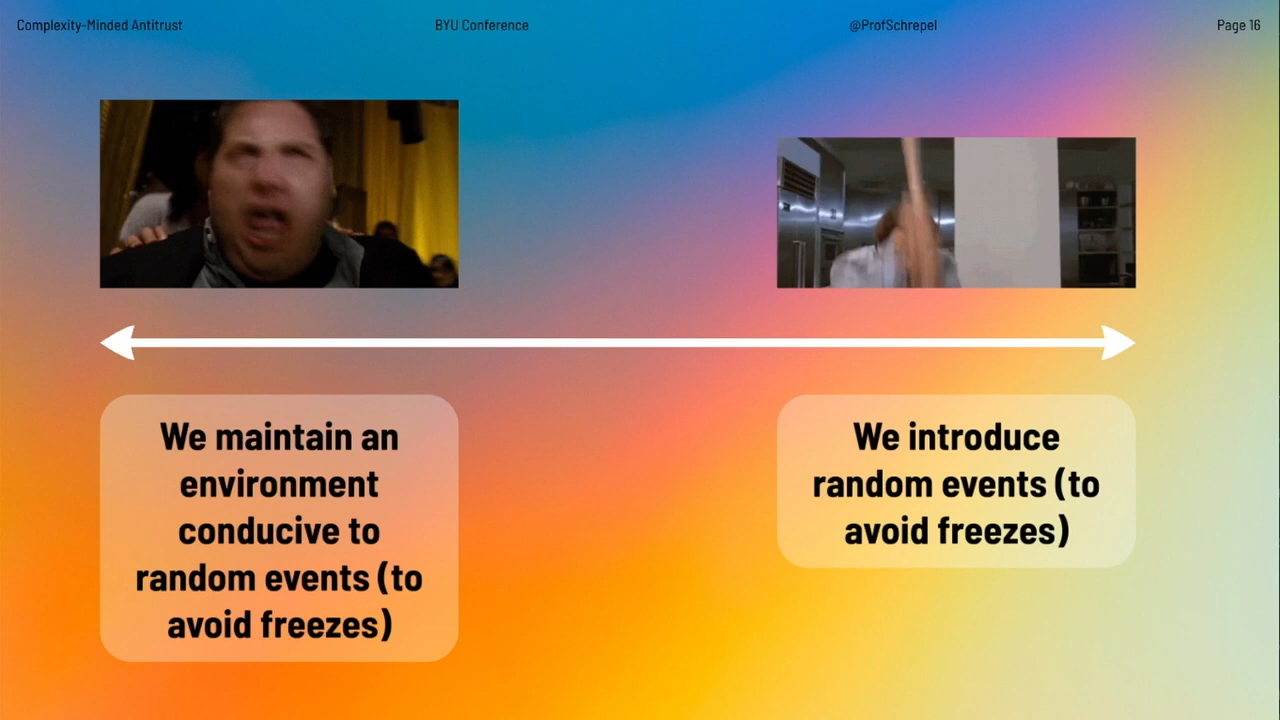 Complexity-Minded Antitrust
BYU Conference
@ProfSchrepel
Page 16
We maintain an
environment
conducive to
random events (to
avoid freezes)
We introduce
random events (to
avoid freezes)